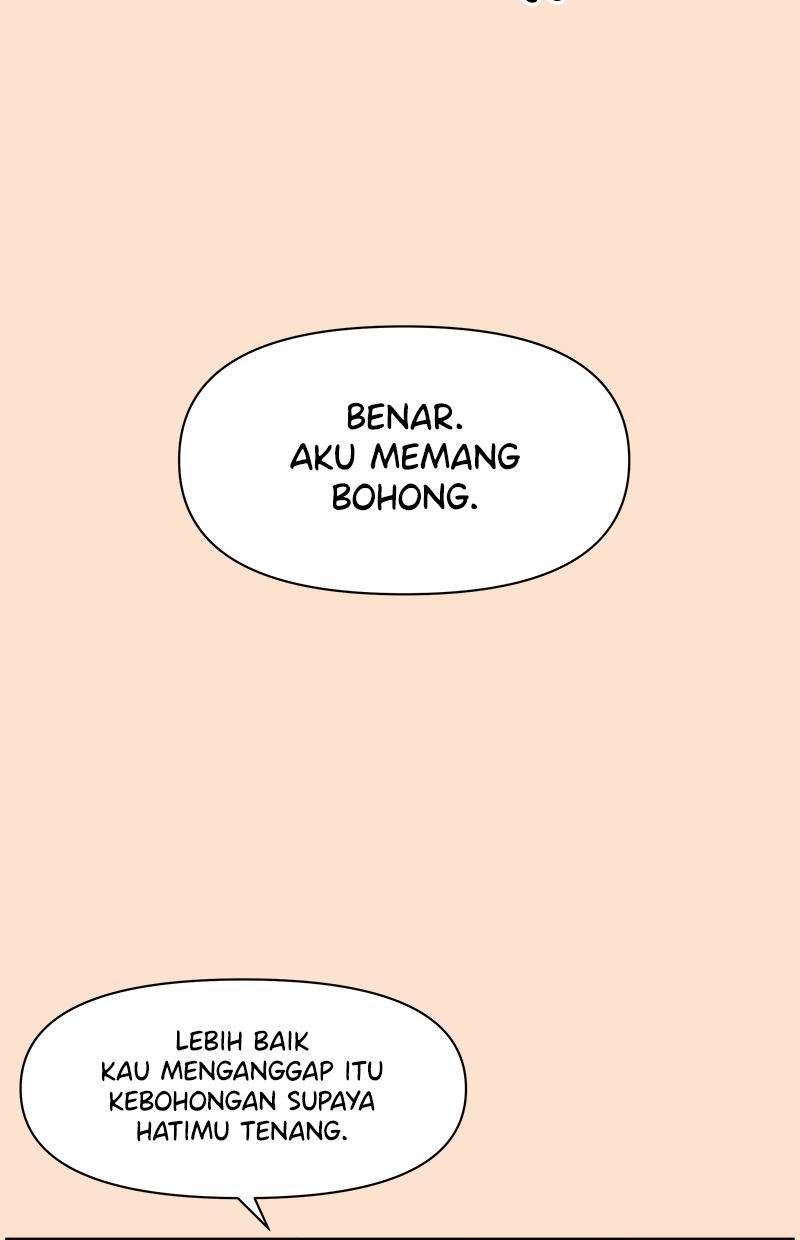 BENAR.
AKU MEMANG
BOHONG.
LEBIH BAIK
KAU MENGANGGAP ITU
KEBOHONGAN SUPAYA
HATIMU TENANG.